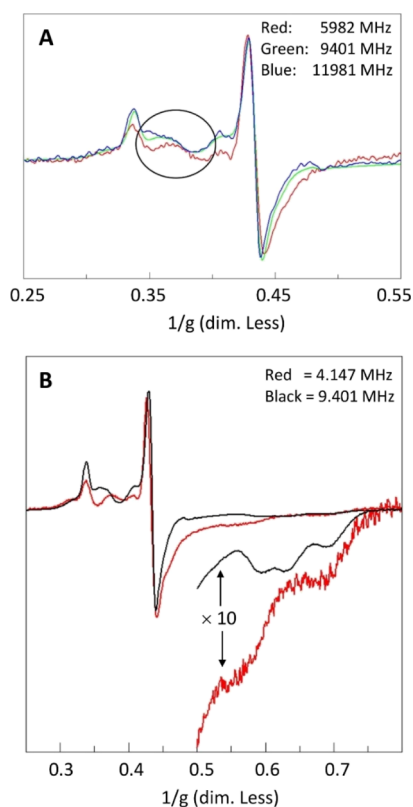 A
Red: 5982 MHz
Green: 9401 MHz
Blue: 11981 MHz
0.25 0.35 0.45 0.55
1/g (dim. Less)
B
Red = 4.147 MHz
Black = 9.401 MHz
× 10
0.3 0.4 0.5 0.6 0.7
1/g (dim. Less)